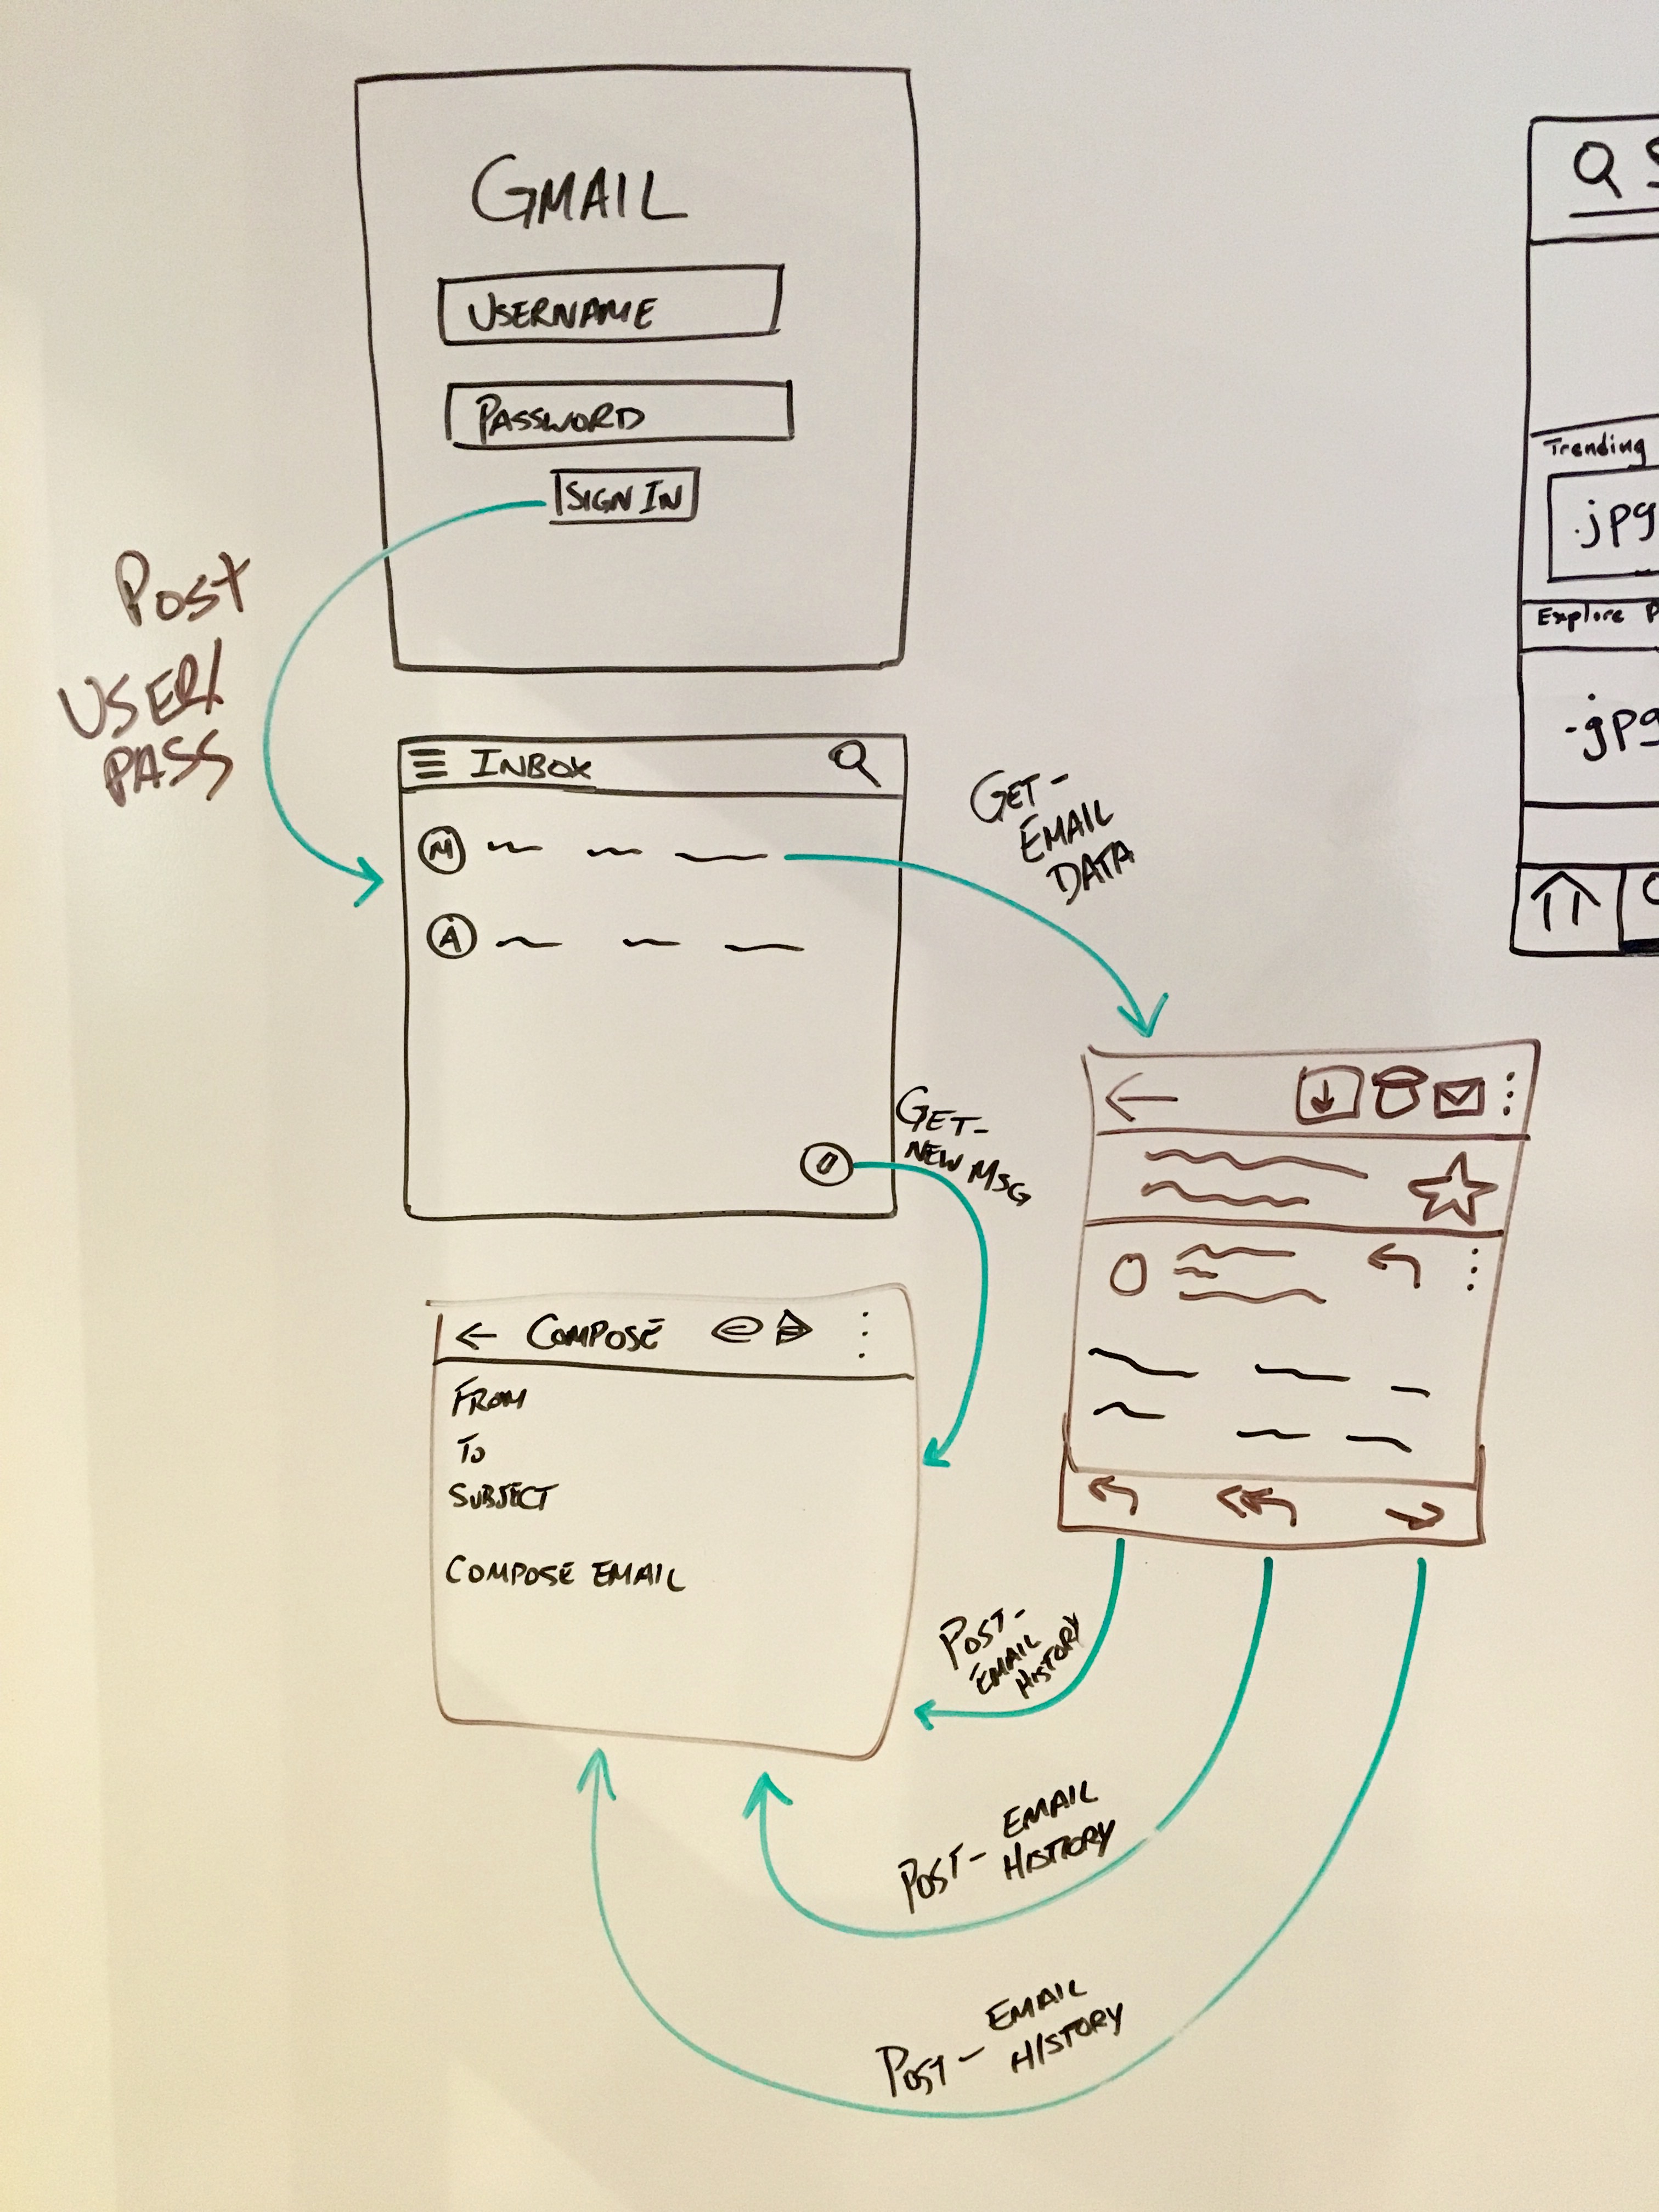 GMAIL
USERNAME
PASSWORD
SIGN IN
POST
USER/
PASS
INBOX
M
A
GET-
EMAIL
DATA
GET-
NEW MSG
COMPOSE
FROM
TO
SUBJECT
COMPOSE EMAIL
POST-
EMAIL
HISTORY
POST- EMAIL
HISTORY
POST- EMAIL
HISTORY
Trending
.jpg
Explore
.jpg